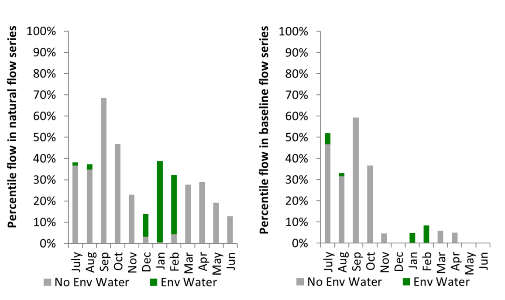 Percentile flow in natural flow series
100%
90%
80%
70%
60%
50%
40%
30%
20%
10%
0%
July
Aug
Sep
Oct
Nov
Dec
Jan
Feb
Mar
Apr
May
Jun
No Env Water
Env Water
Percentile flow in baseline flow series
100%
90%
80%
70%
60%
50%
40%
30%
20%
10%
0%
July
Aug
Sep
Oct
Nov
Dec
Jan
Feb
Mar
Apr
May
Jun
No Env Water
Env Water